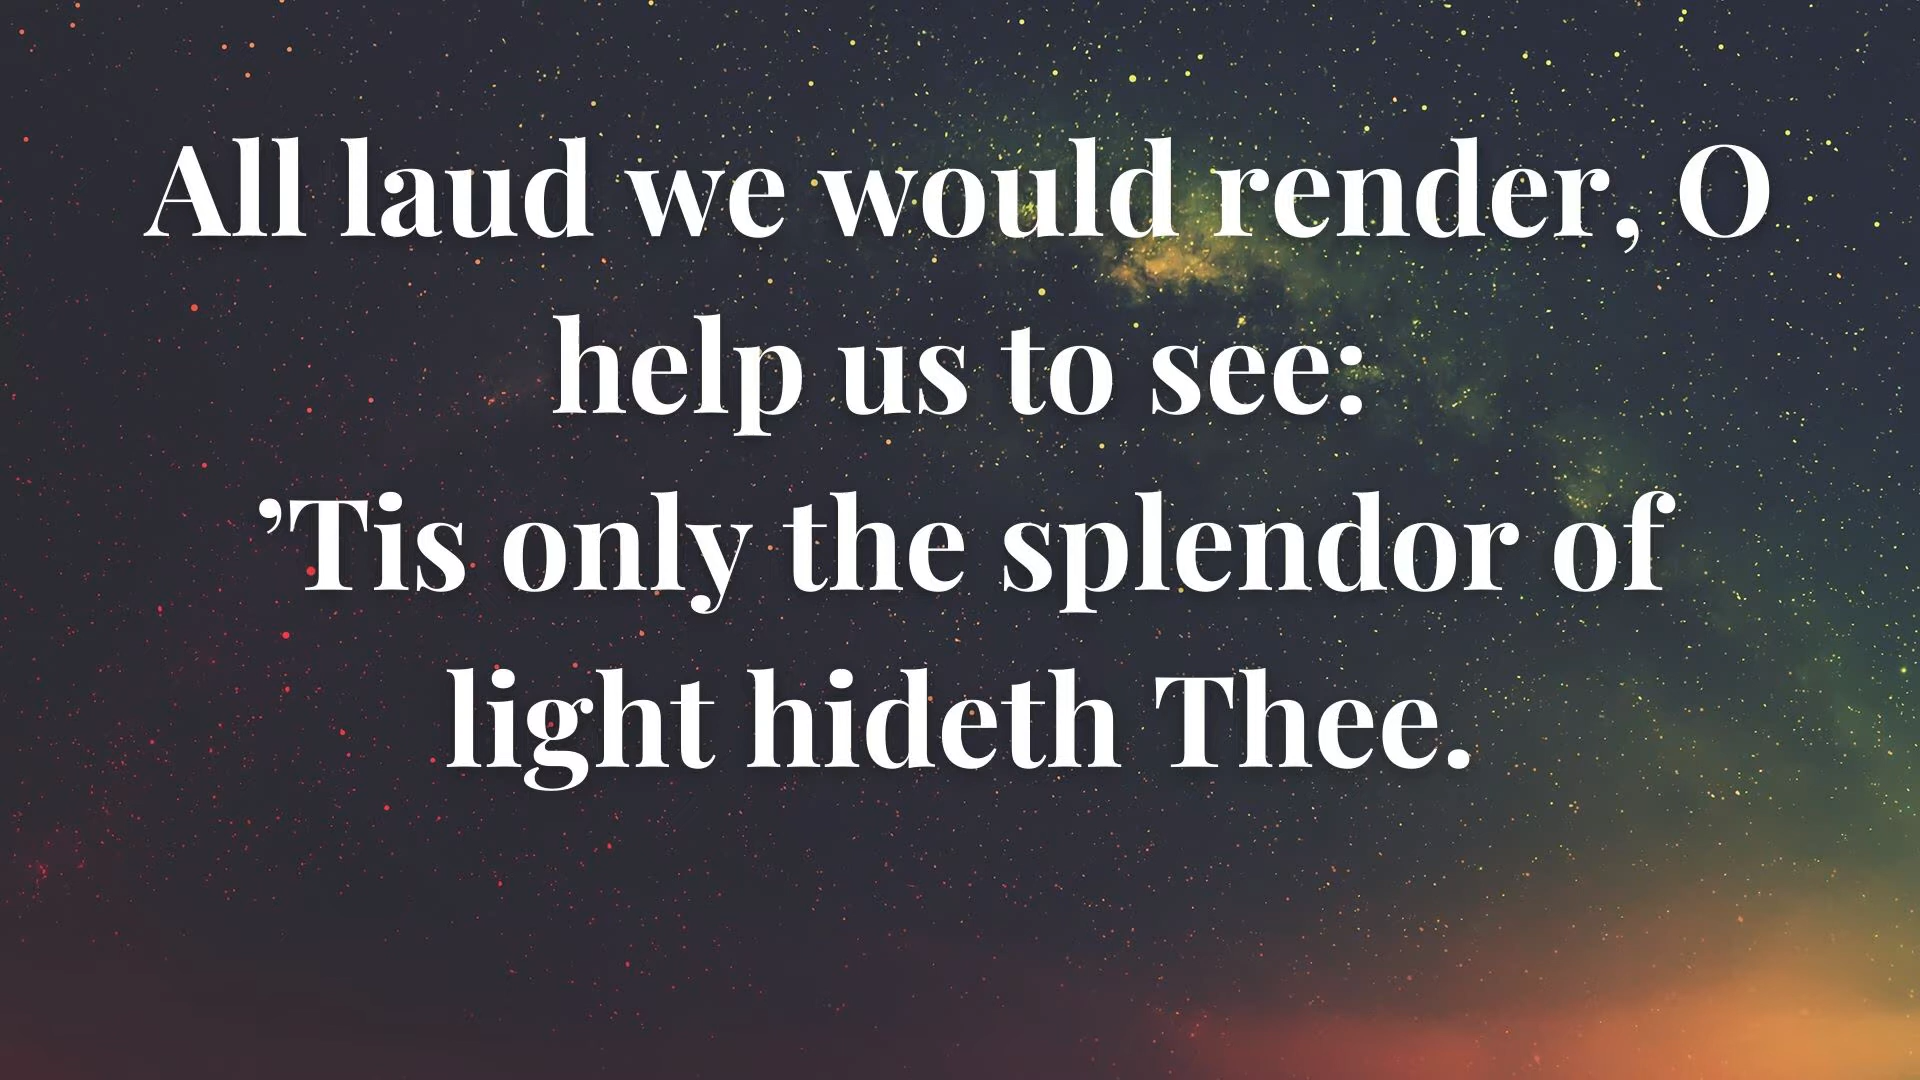 All laud we would render, O
help us to see:
’Tis only the splendor of
light hideth Thee.